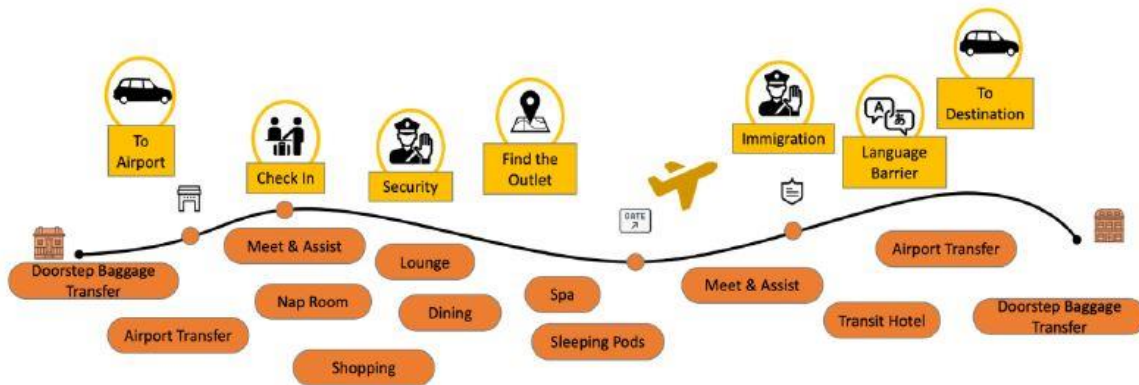 To
Airport
Check In
Security
Find the
Outlet
Immigration
A
あ
Language
Barrier
To
Destination
GATE
Doorstep Baggage
Transfer
Airport Transfer
Meet & Assist
Nap Room
Shopping
Lounge
Dining
Spa
Sleeping Pods
Meet & Assist
Airport Transfer
Transit Hotel
Doorstep Baggage
Transfer